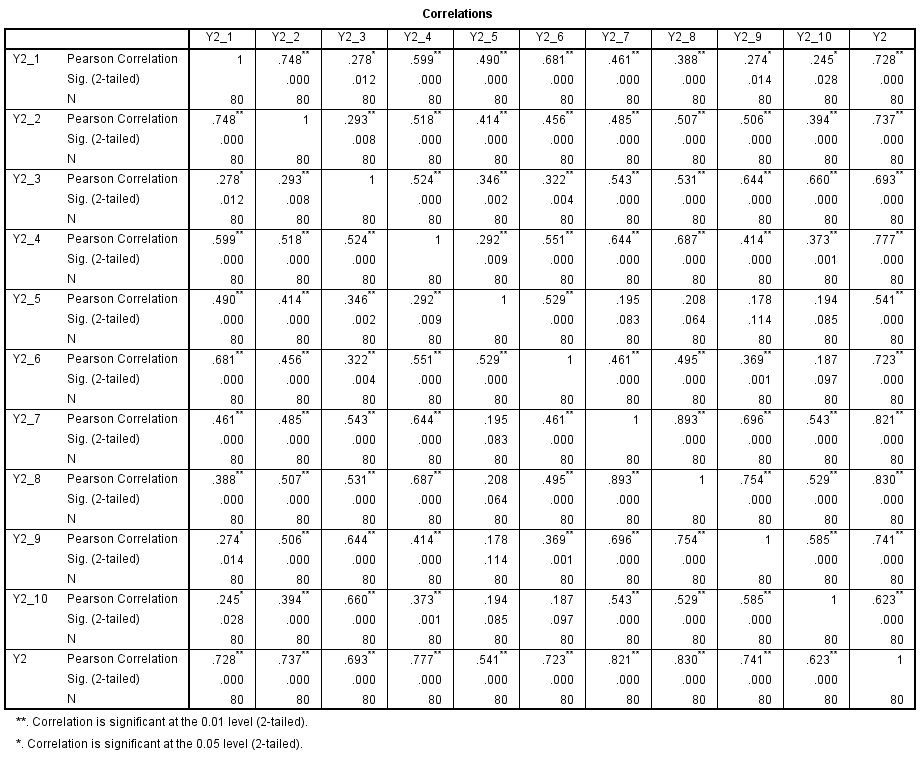 Correlations
Y2_1 Y2_2 Y2_3 Y2_4 Y2_5 Y2_6 Y2_7 Y2_8 Y2_9 Y2_10 Y2
Y2_1 Pearson Correlation 1 .748** .278* .599** .490** .681** .461** .388** .274* .245* .728**
Sig. (2-tailed) .000 .012 .000 .000 .000 .000 .000 .014 .028 .000
N 80 80 80 80 80 80 80 80 80 80 80
Y2_2 Pearson Correlation .748** 1 .293** .518** .414** .456** .485** .507** .506** .394** .737**
Sig. (2-tailed) .000 .008 .000 .000 .000 .000 .000 .000 .000 .000
N 80 80 80 80 80 80 80 80 80 80 80
Y2_3 Pearson Correlation .278* .293** 1 .524** .346** .322** .543** .531** .644** .660** .693**
Sig. (2-tailed) .012 .008 .000 .002 .004 .000 .000 .000 .000 .000
N 80 80 80 80 80 80 80 80 80 80 80
Y2_4 Pearson Correlation .599** .518** .524** 1 .292** .551** .644** .687** .414** .373** .777**
Sig. (2-tailed) .000 .000 .000 .009 .000 .000 .000 .000 .001 .000
N 80 80 80 80 80 80 80 80 80 80 80
Y2_5 Pearson Correlation .490** .414** .346** .292** 1 .529** .195 .208 .178 .194 .541**
Sig. (2-tailed) .000 .000 .002 .009 .000 .083 .064 .114 .085 .000
N 80 80 80 80 80 80 80 80 80 80 80
Y2_6 Pearson Correlation .681** .456** .322** .551** .529** 1 .461** .495** .369** .187 .723**
Sig. (2-tailed) .000 .000 .004 .000 .000 .000 .000 .001 .097 .000
N 80 80 80 80 80 80 80 80 80 80 80
Y2_7 Pearson Correlation .461** .485** .543** .644** .195 .461** 1 .893** .696** .543** .821**
Sig. (2-tailed) .000 .000 .000 .000 .083 .000 .000 .000 .000 .000
N 80 80 80 80 80 80 80 80 80 80 80
Y2_8 Pearson Correlation .388** .507** .531** .687** .208 .495** .893** 1 .754** .529** .830**
Sig. (2-tailed) .000 .000 .000 .000 .064 .000 .000 .000 .000 .000
N 80 80 80 80 80 80 80 80 80 80 80
Y2_9 Pearson Correlation .274* .506** .644** .414** .178 .369** .696** .754** 1 .585** .741**
Sig. (2-tailed) .014 .000 .000 .000 .114 .001 .000 .000 .000 .000
N 80 80 80 80 80 80 80 80 80 80 80
Y2_10 Pearson Correlation .245* .394** .660** .373** .194 .187 .543** .529** .585** 1 .623**
Sig. (2-tailed) .028 .000 .000 .001 .085 .097 .000 .000 .000 .000
N 80 80 80 80 80 80 80 80 80 80 80
Y2 Pearson Correlation .728** .737** .693** .777** .541** .723** .821** .830** .741** .623** 1
Sig. (2-tailed) .000 .000 .000 .000 .000 .000 .000 .000 .000 .000
N 80 80 80 80 80 80 80 80 80 80 80
**. Correlation is significant at the 0.01 level (2-tailed).
*. Correlation is significant at the 0.05 level (2-tailed).